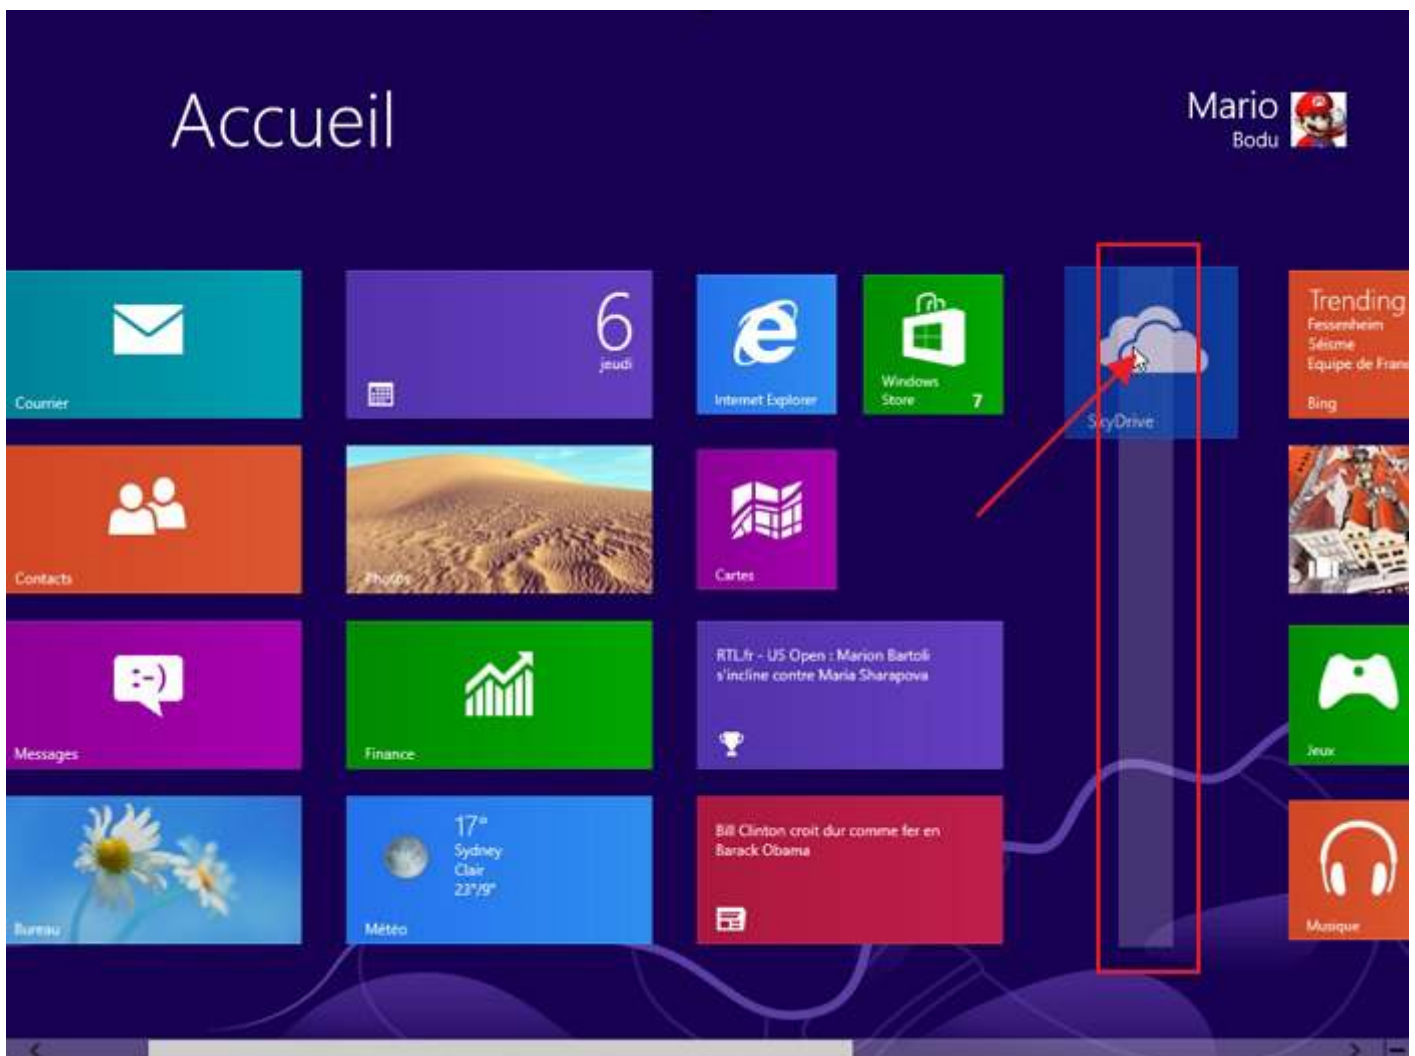 Accueil
Mario
Bodu
Courrier
6
jeudi
Internet Explorer
Windows
Store 7
SkyDrive
Trending
Fessenheim
Séisme
Equipe de Franc
Bing
Contacts
Photos
Cartes
Messages
Finance
RTL.fr - US Open : Marion Bartoli
s'incline contre Maria Sharapova
Jeux
Bureau
17°
Sydney
Clair
23°/9°
Météo
Bill Clinton croit dur comme fer en
Barack Obama
Musique